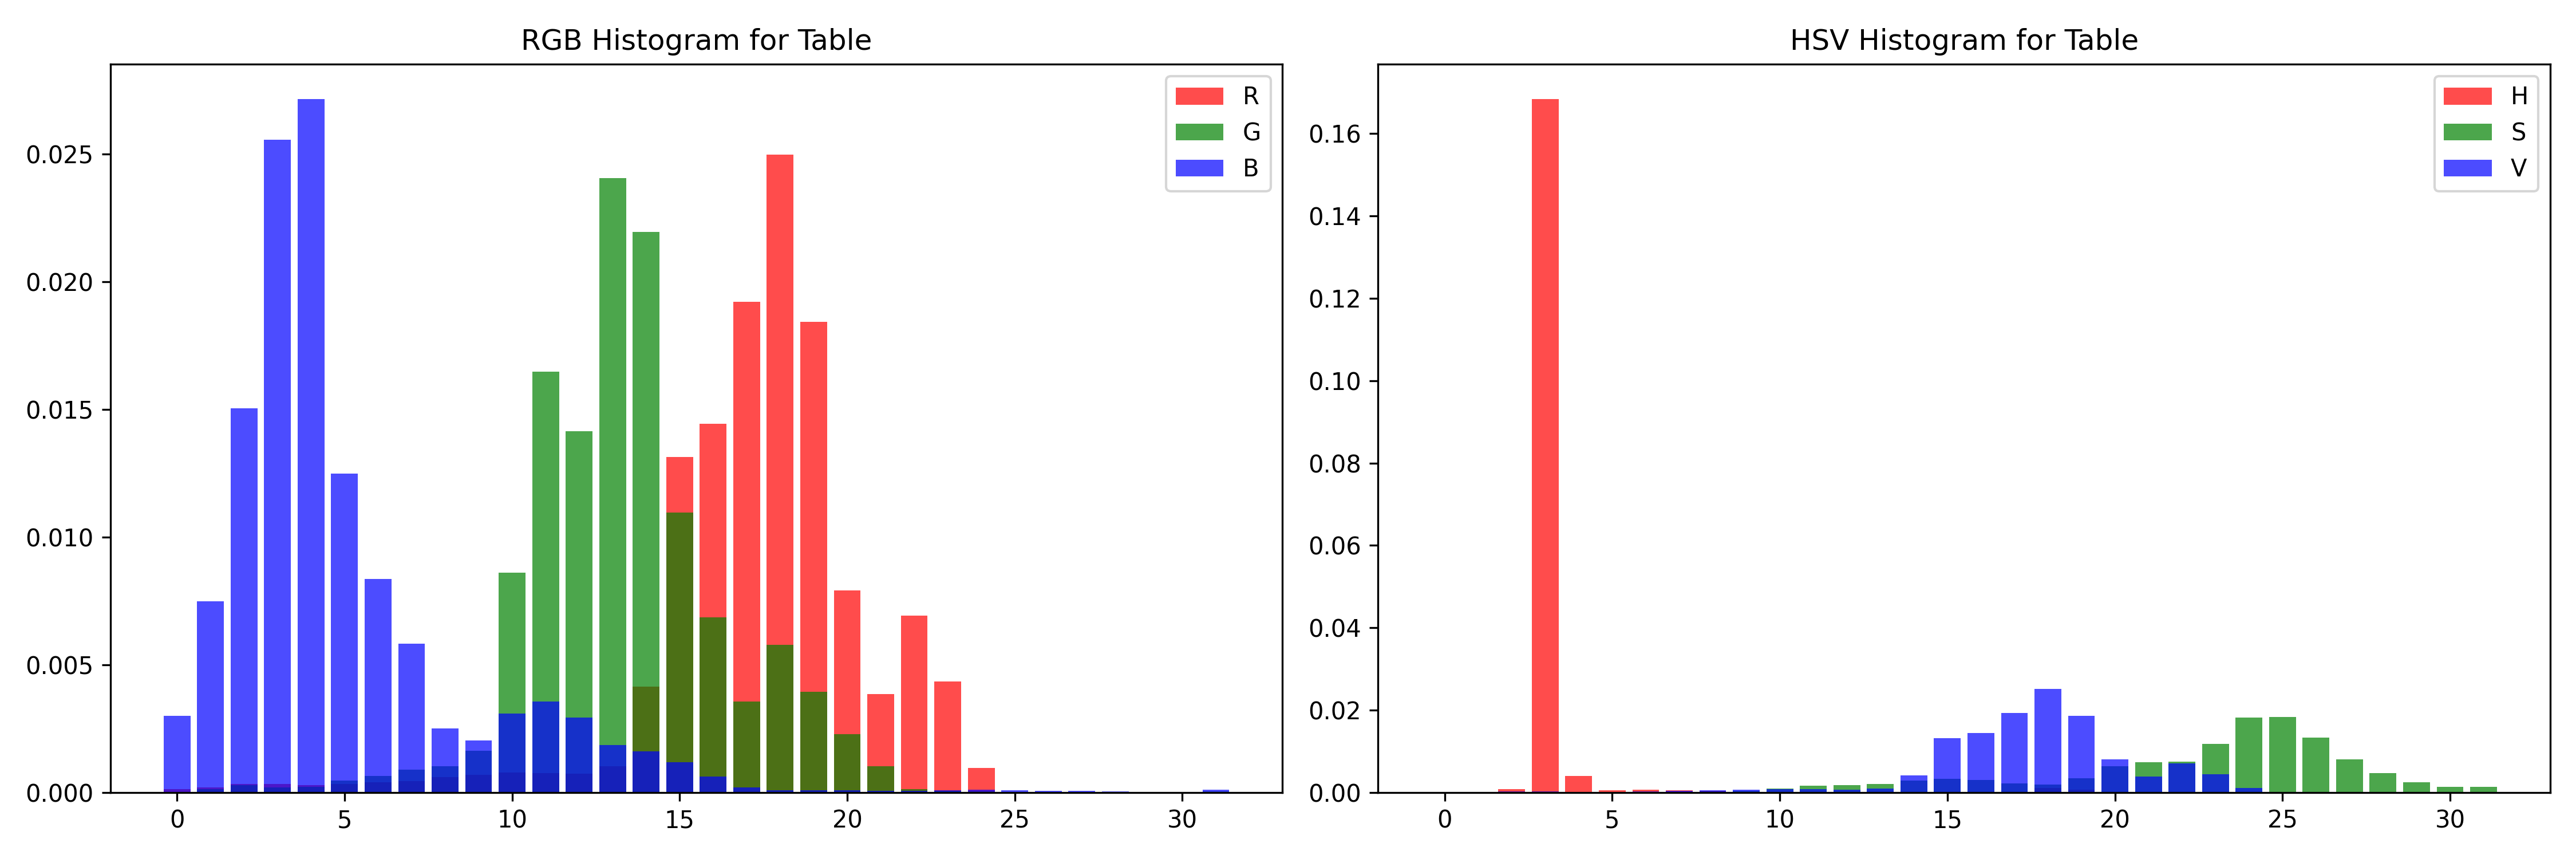 RGB Histogram for Table
R
G
B
0.025
0.020
0.015
0.010
0.005
0.000
0 5 10 15 20 25 30
HSV Histogram for Table
H
S
V
0.16
0.14
0.12
0.10
0.08
0.06
0.04
0.02
0.00
0 5 10 15 20 25 30